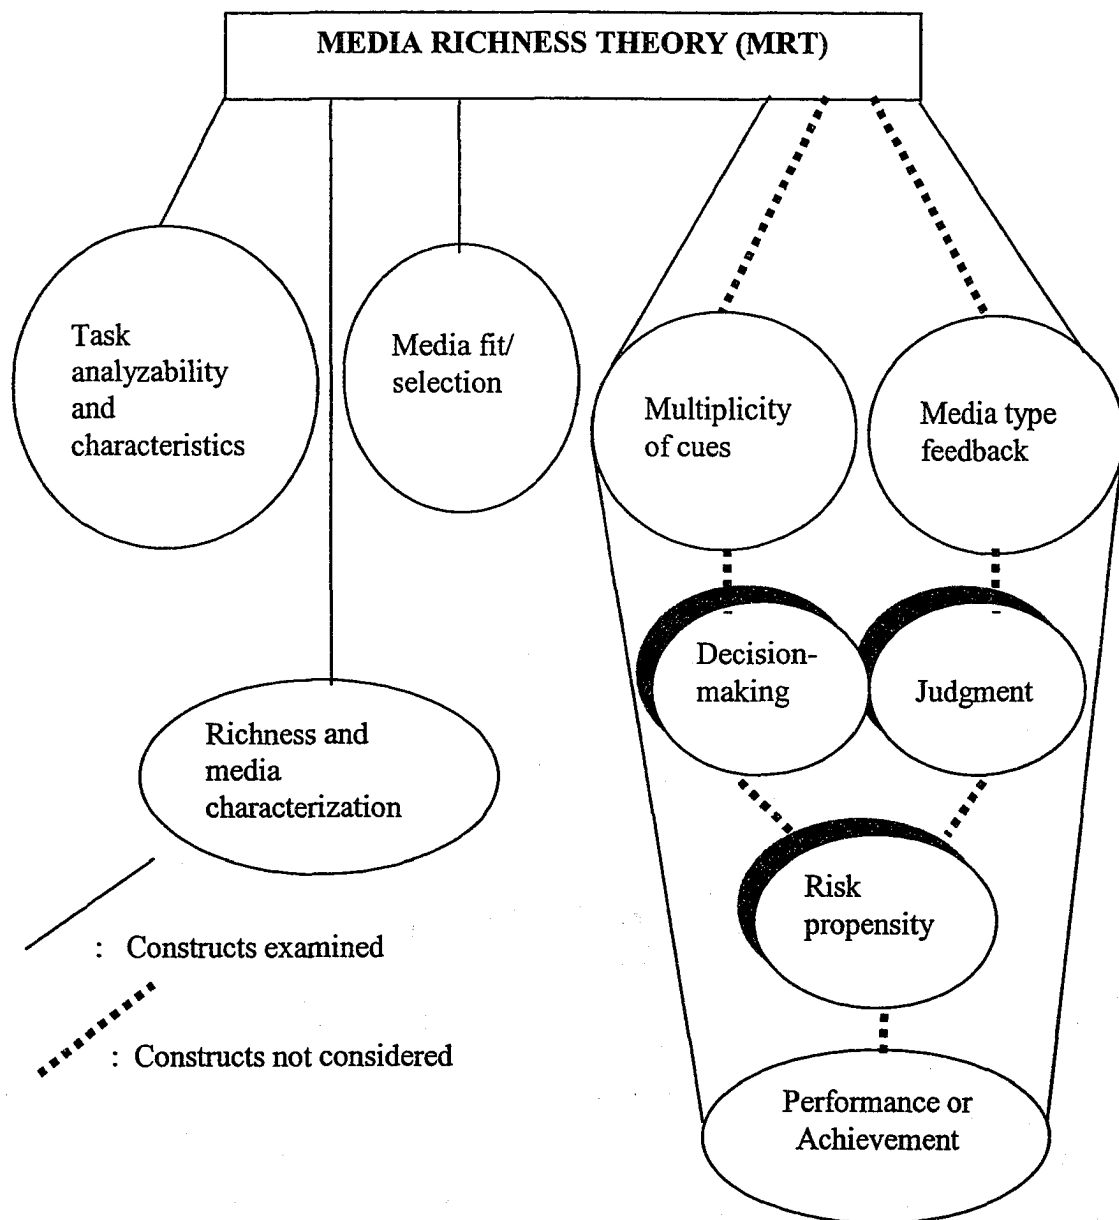 MEDIA RICHNESS THEORY (MRT)
Task
analyzability
and
characteristics
Media fit/
selection
Multiplicity
of cues
Media type
feedback
Decision-
making
Judgment
Richness and
media
characterization
Risk
propensity
: Constructs examined
: Constructs not considered
Performance or
Achievement